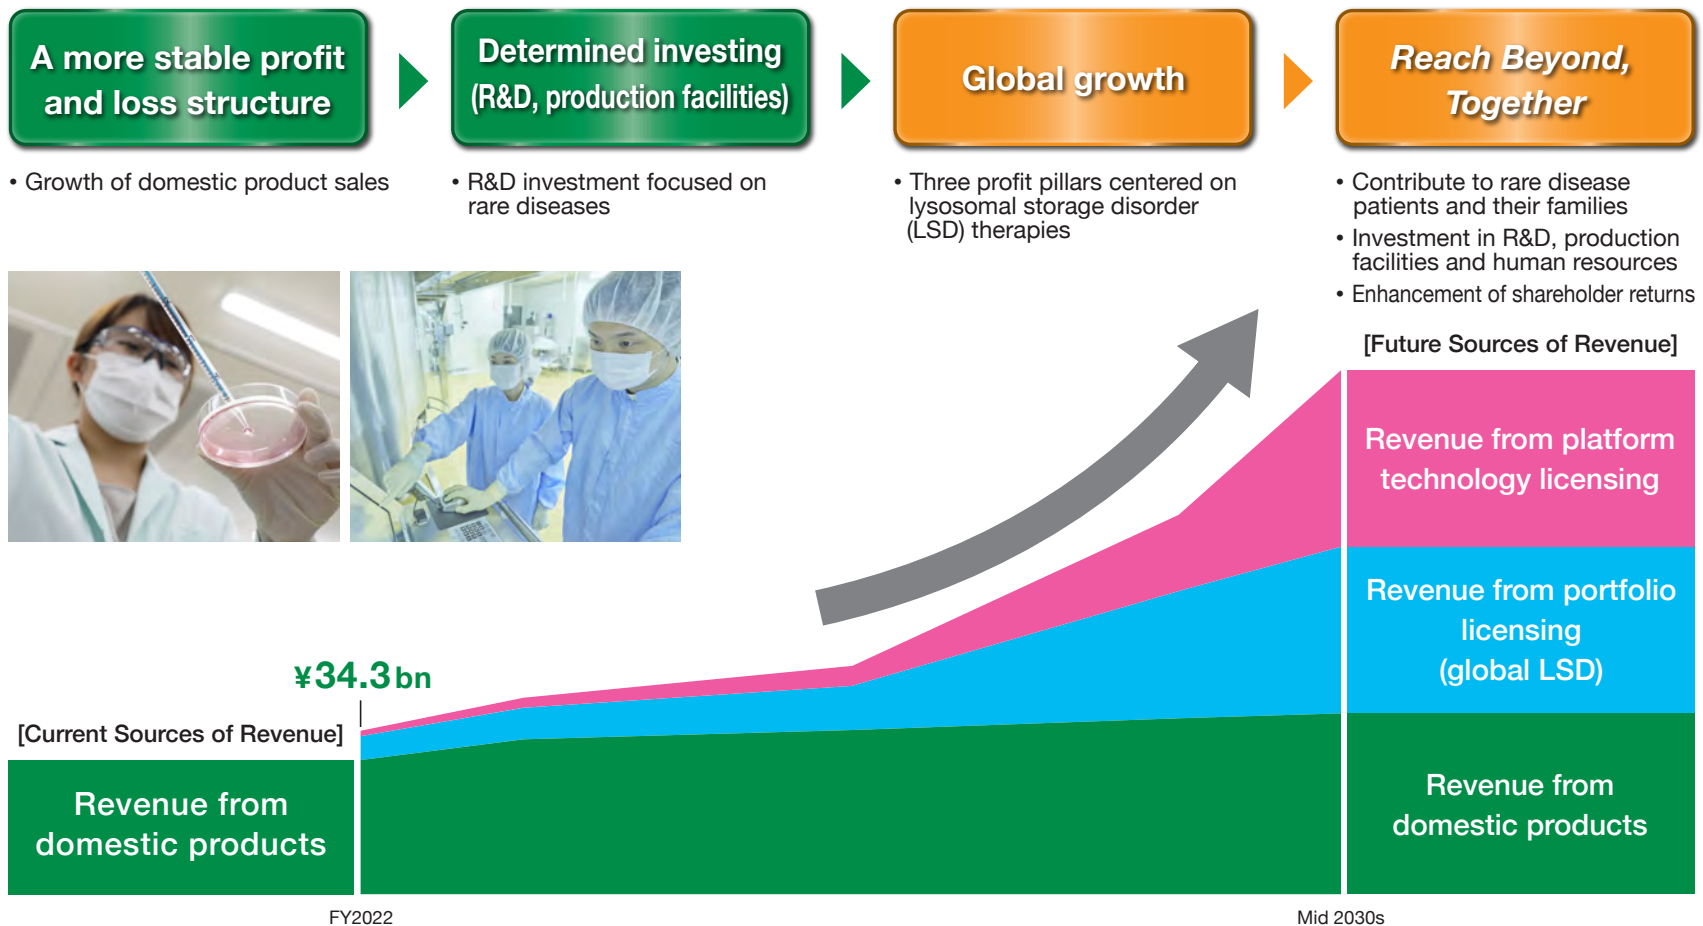 A more stable profit
and loss structure
Determined investing
(R&D, production facilities)
Global growth
Reach Beyond,
Together
• Growth of domestic product sales
• R&D investment focused on
rare diseases
• Three profit pillars centered on
lysosomal storage disorder
(LSD) therapies
• Contribute to rare disease
patients and their families
• Investment in R&D, production
facilities and human resources
• Enhancement of shareholder returns
[Future Sources of Revenue]
Revenue from platform
technology licensing
Revenue from portfolio
licensing
(global LSD)
Revenue from
domestic products
¥34.3bn
[Current Sources of Revenue]
Revenue from
domestic products
FY2022
Mid 2030s